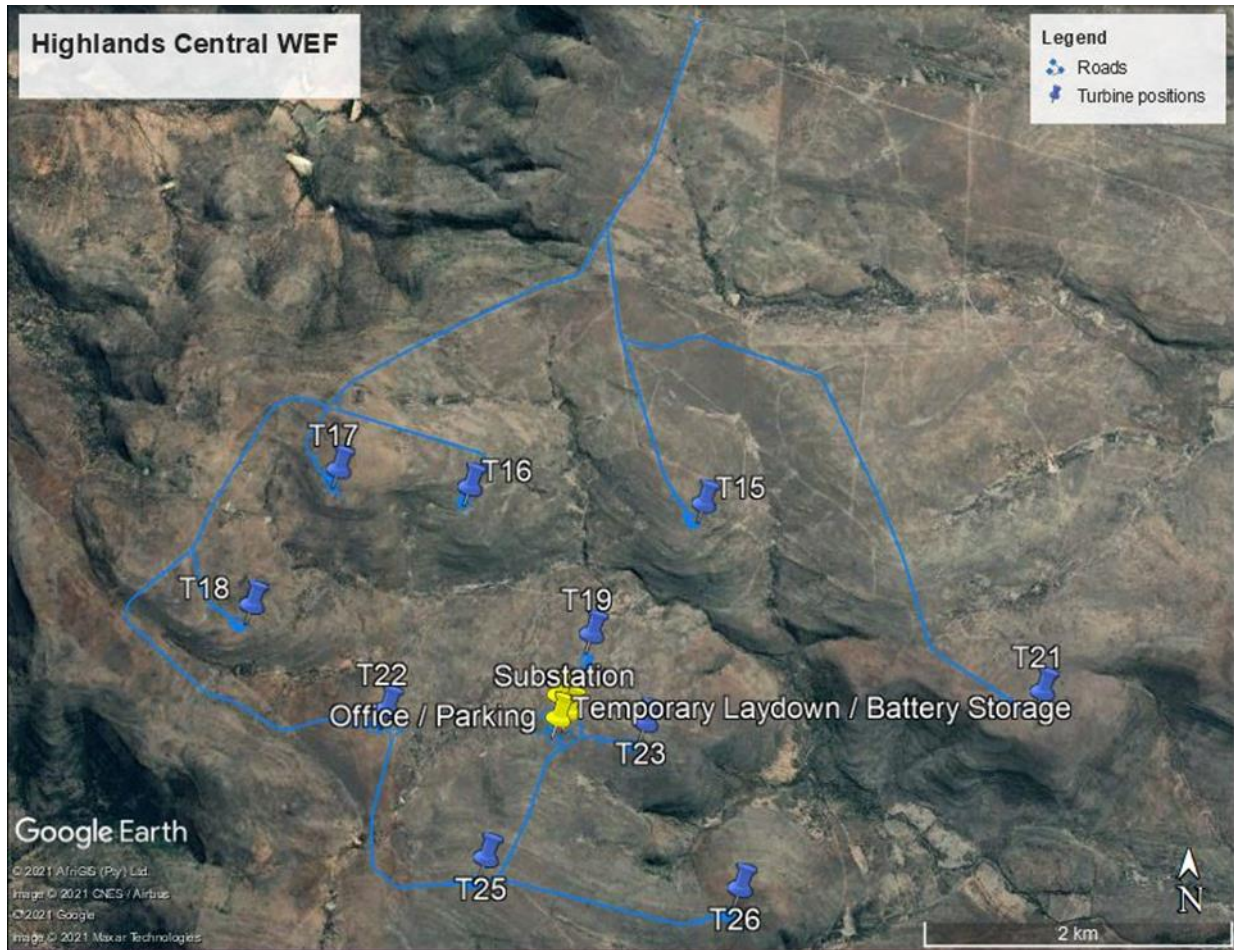 Highlands Central WEF
Legend
Roads
Turbine positions
T17
T16
T15
T18
T19
T21
T22
Substation
Office / Parking
Temporary Laydown / Battery Storage
T23
T25
T26
Google Earth
© 2021 AfriGIS (Pty) Ltd.
Image © 2021 CNES / Airbus
© 2021 Google
Image © 2021 Maxar Technologies
N
2 km